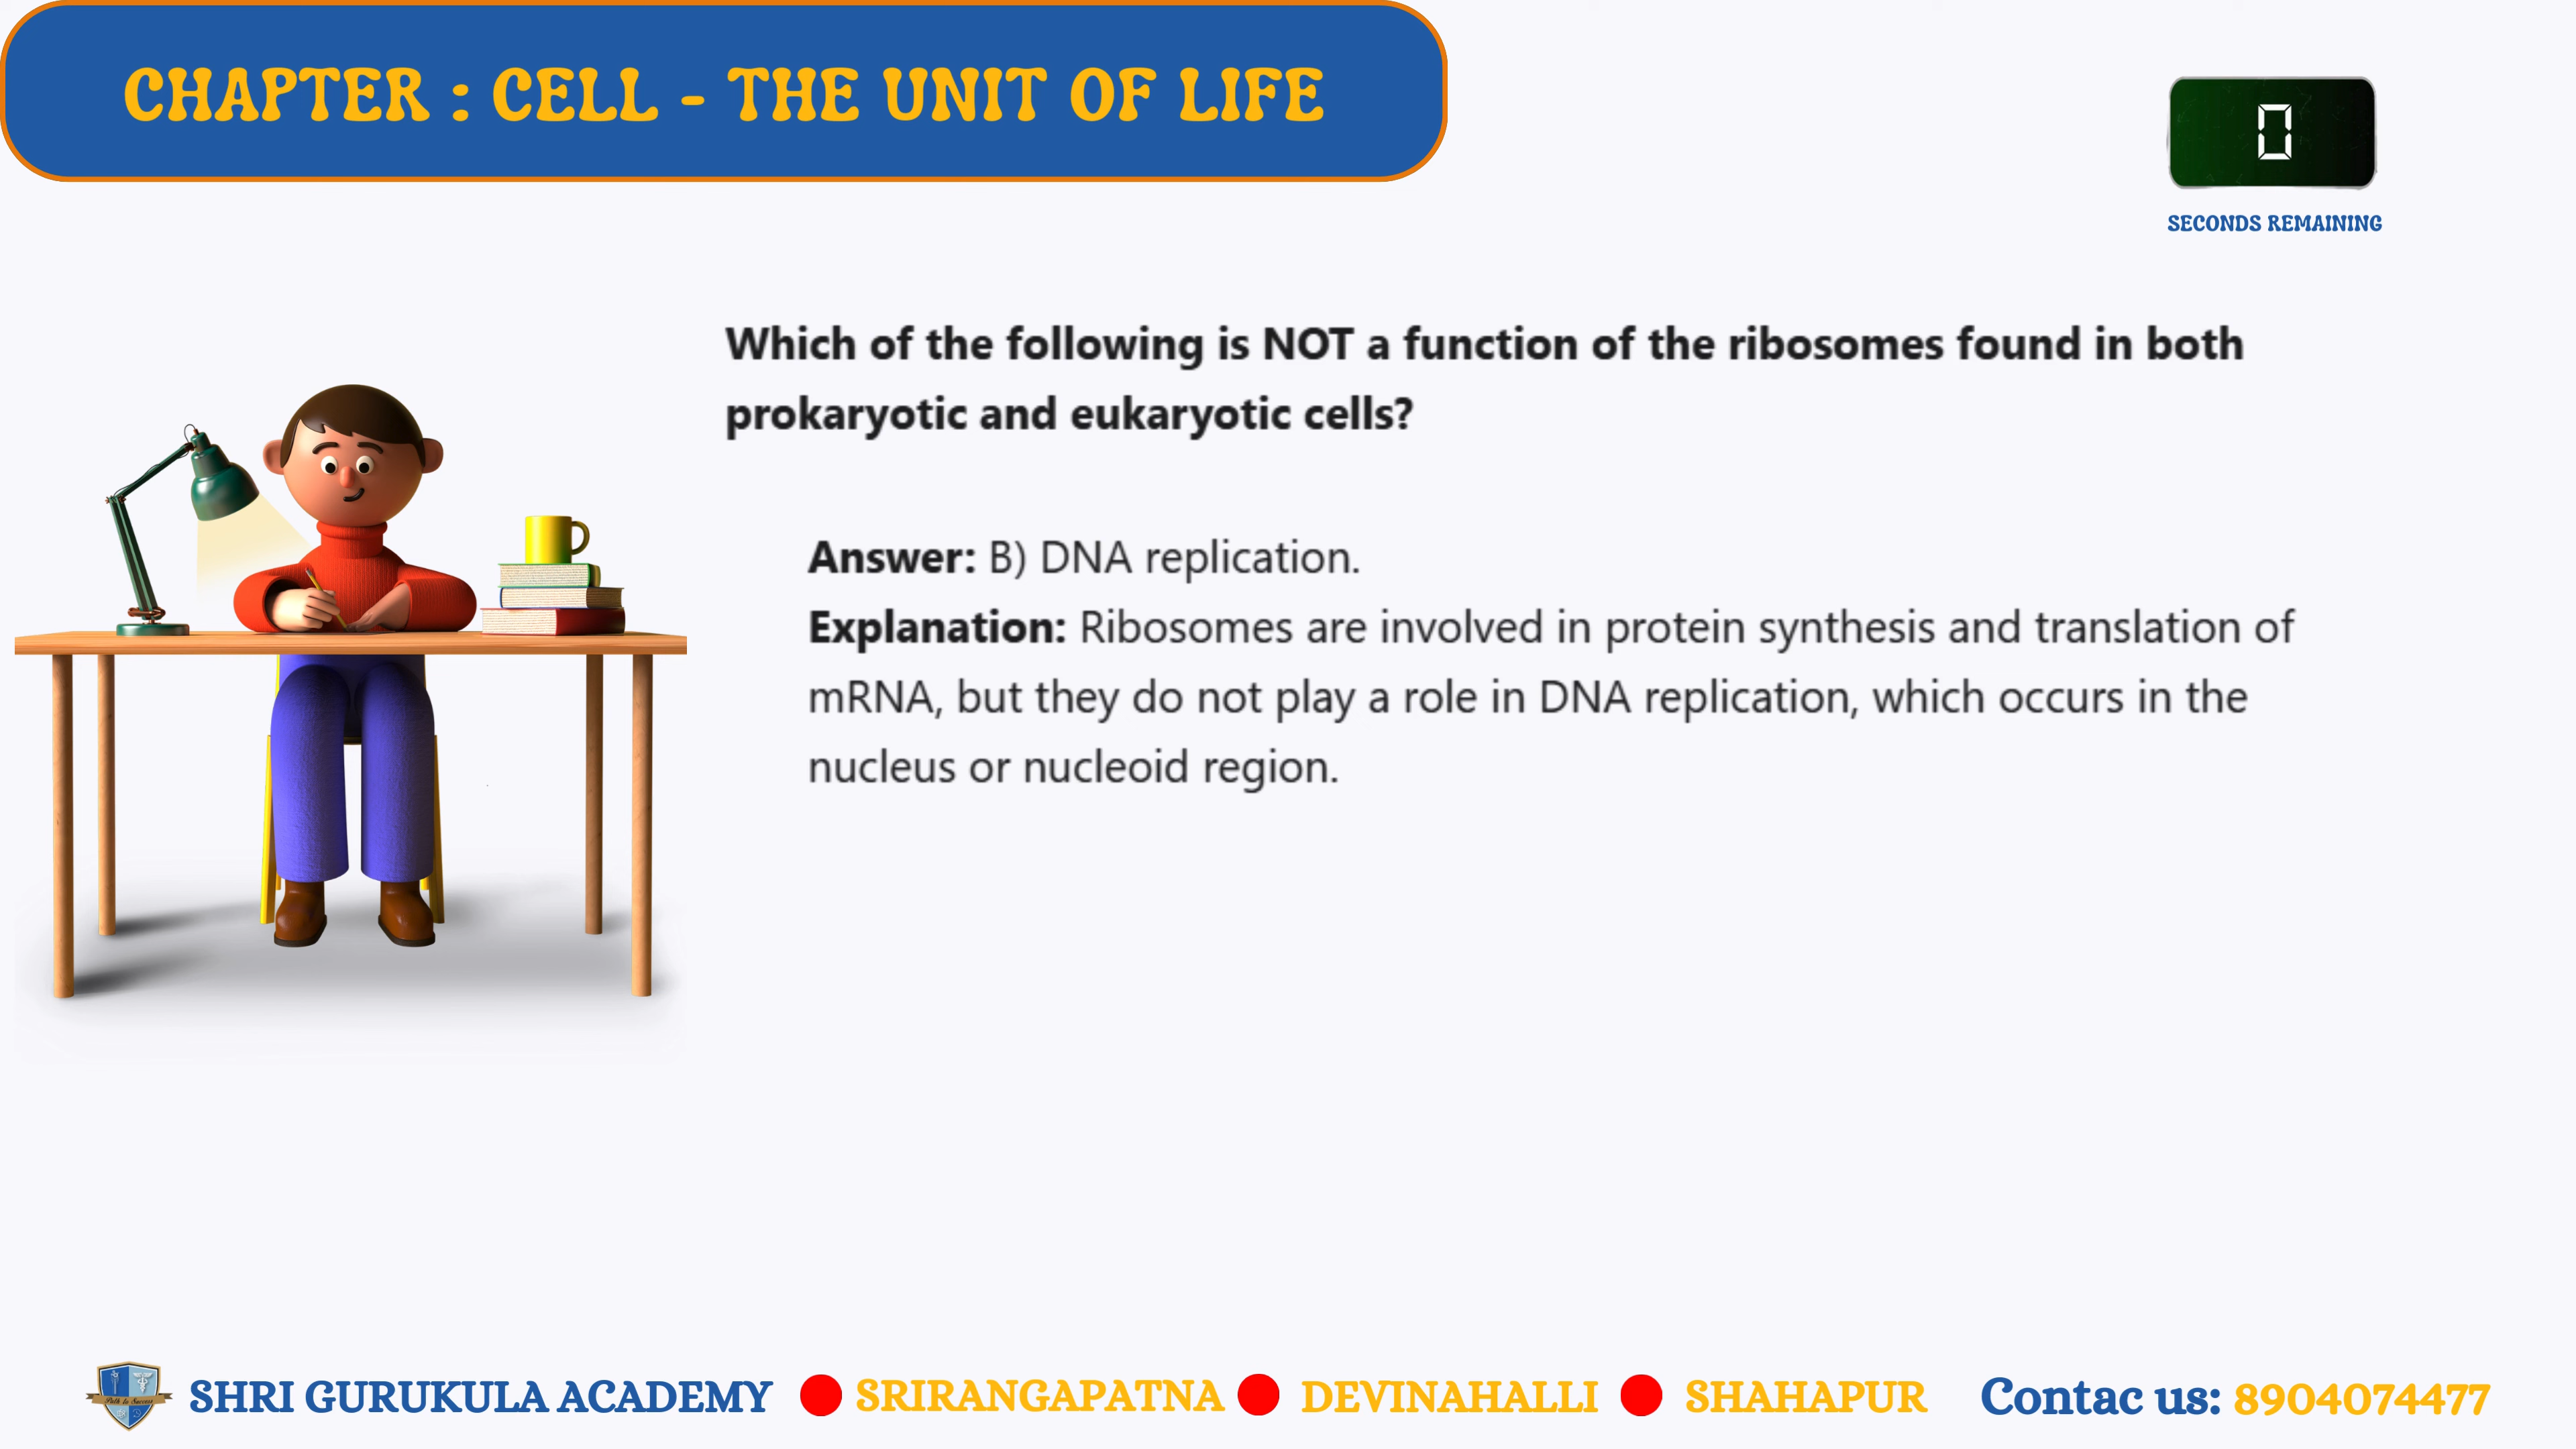 CHAPTER : CELL - THE UNIT OF LIFE
0
SECONDS REMAINING
Which of the following is NOT a function of the ribosomes found in both
prokaryotic and eukaryotic cells?
Answer: B) DNA replication.
Explanation: Ribosomes are involved in protein synthesis and translation of
mRNA, but they do not play a role in DNA replication, which occurs in the
nucleus or nucleoid region.
Path to Success
SHRI GURUKULA ACADEMY SRIRANGAPATNA DEVINAHALLI SHAHAPUR Contac us: 8904074477